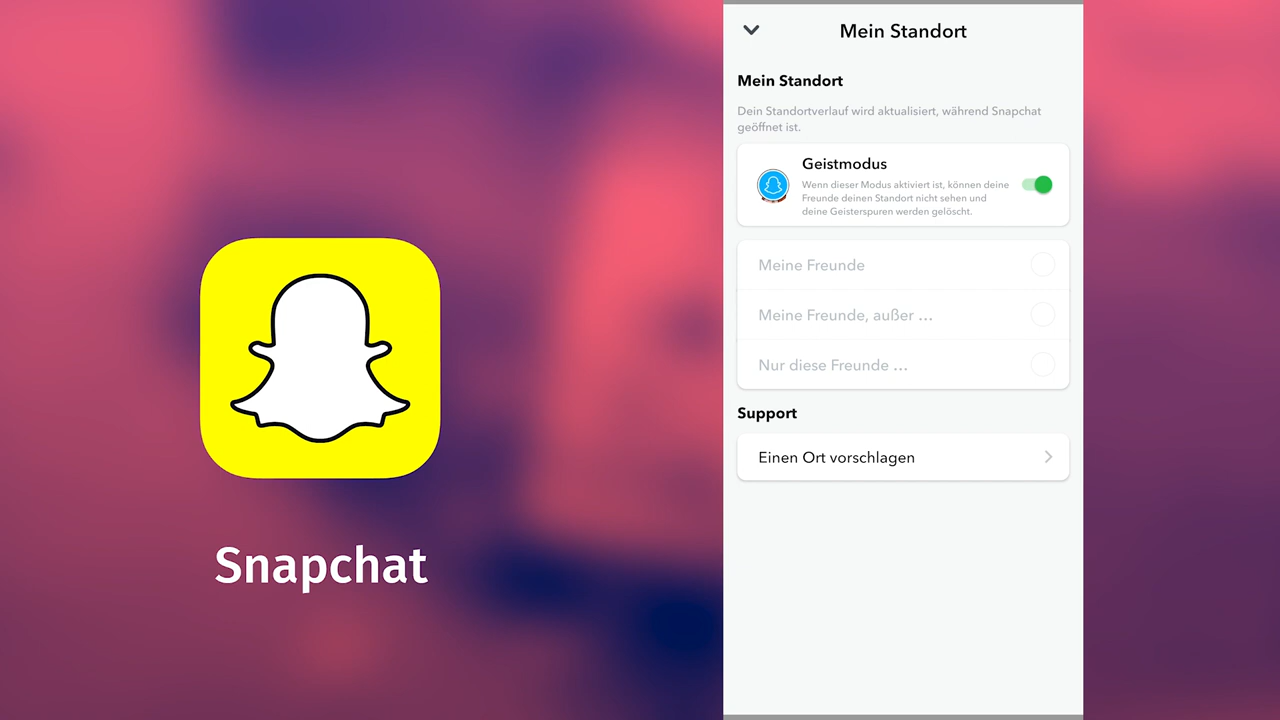 Snapchat
Mein Standort
Mein Standort
Dein Standortverlauf wird aktualisiert, während Snapchat
geöffnet ist.
Geistmodus
Wenn dieser Modus aktiviert ist, können deine
Freunde deinen Standort nicht sehen und
deine Geisterspuren werden gelöscht.
Meine Freunde
Meine Freunde, außer ...
Nur diese Freunde ...
Support
Einen Ort vorschlagen